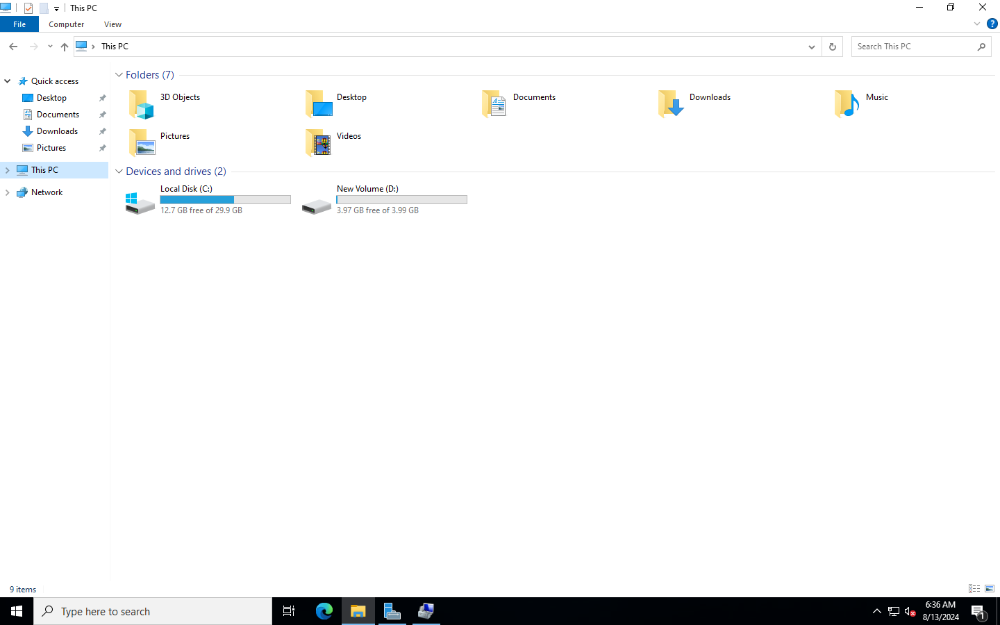 This PC
File
Computer
View
This PC
Search This PC
Quick access
Desktop
Documents
Downloads
Pictures
This PC
Network
Folders (7)
3D Objects
Desktop
Documents
Downloads
Music
Pictures
Videos
Devices and drives (2)
Local Disk (C:)
12.7 GB free of 29.9 GB
New Volume (D:)
3.97 GB free of 3.99 GB
9 items
Type here to search
6:36 AM
8/13/2024
1